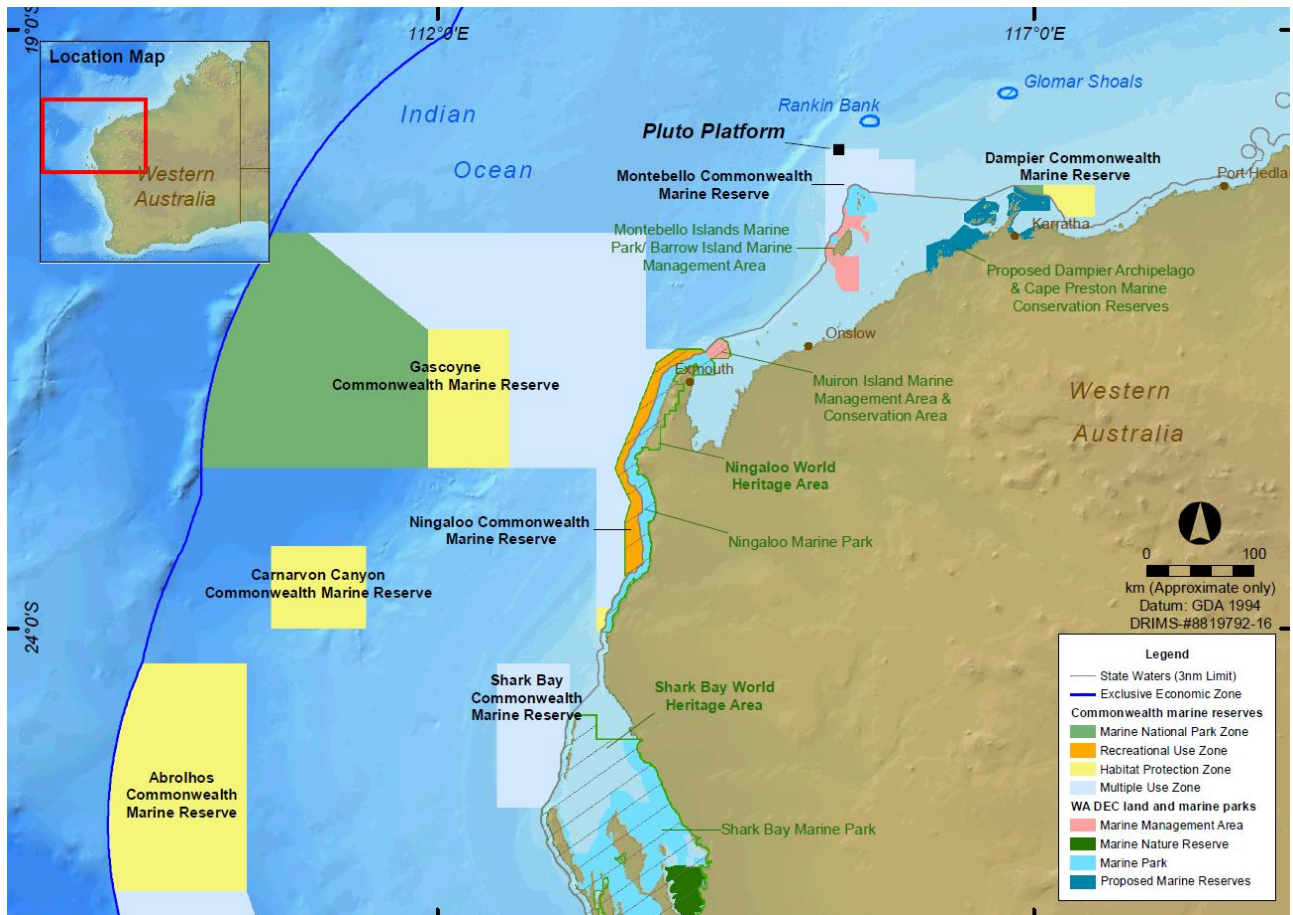 19°0'S
112°0'E
117°0'E
Location Map
Western
Australia
Indian
Ocean
Glomar Shoals
Rankin Bank
Pluto Platform
Montebello Commonwealth
Marine Reserve
Dampier Commonwealth
Marine Reserve
Port Hedlan
Karratha
Montebello Islands Marine
Park/ Barrow Island Marine
Management Area
Proposed Dampier Archipelago
& Cape Preston Marine
Conservation Reserves
Onslow
Gascoyne
Commonwealth Marine Reserve
Exmouth
Muiron Island Marine
Management Area &
Conservation Area
Western
Australia
Ningaloo World
Heritage Area
Ningaloo Commonwealth
Marine Reserve
Ningaloo Marine Park
Carnarvon Canyon
Commonwealth Marine Reserve
24°0'S
0 100
km (Approximate only)
Datum: GDA 1994
DRIMS-#8819792-16
Shark Bay
Commonwealth
Marine Reserve
Shark Bay World
Heritage Area
Abrolhos
Commonwealth
Marine Reserve
Shark Bay Marine Park
Legend
State Waters (3nm Limit)
Exclusive Economic Zone
Commonwealth marine reserves
Marine National Park Zone
Recreational Use Zone
Habitat Protection Zone
Multiple Use Zone
WA DEC land and marine parks
Marine Management Area
Marine Nature Reserve
Marine Park
Proposed Marine Reserves